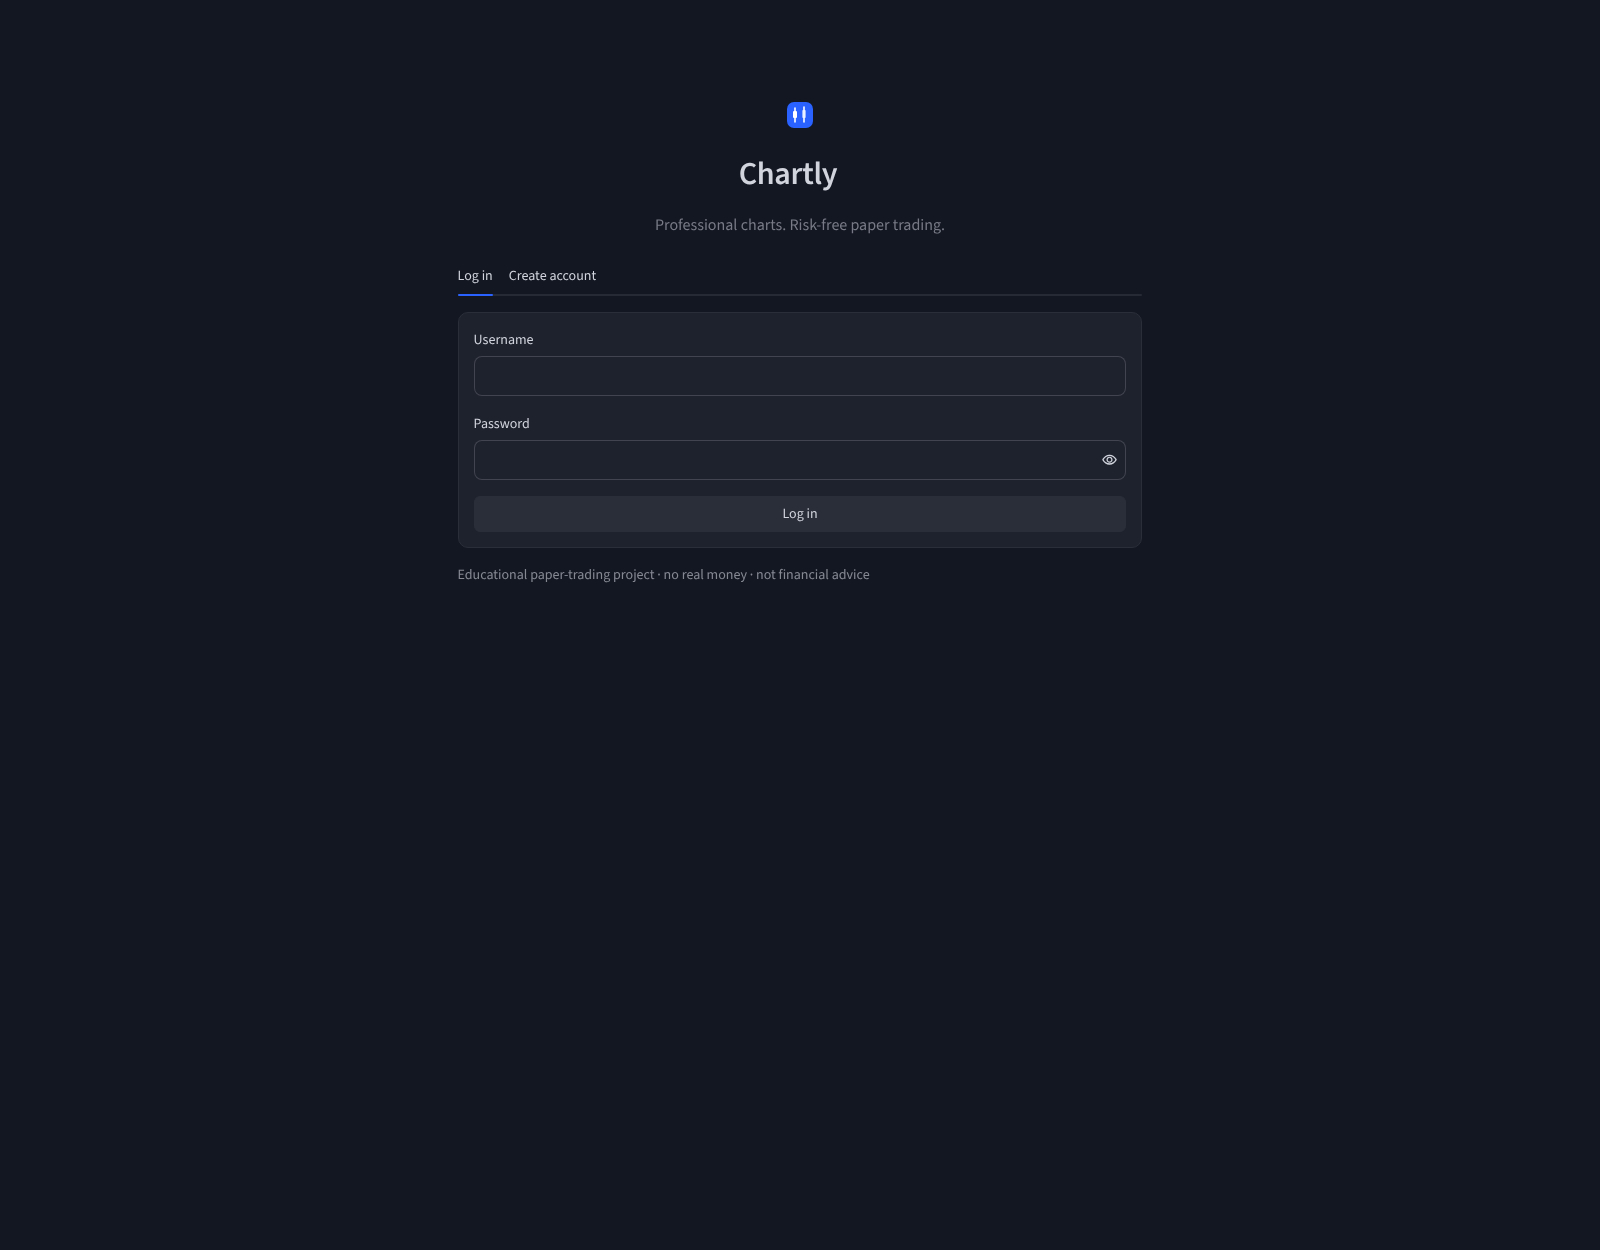 Chartly
Professional charts. Risk-free paper trading.
Log in Create account
Username
Password
Log in
Educational paper-trading project · no real money · not financial advice